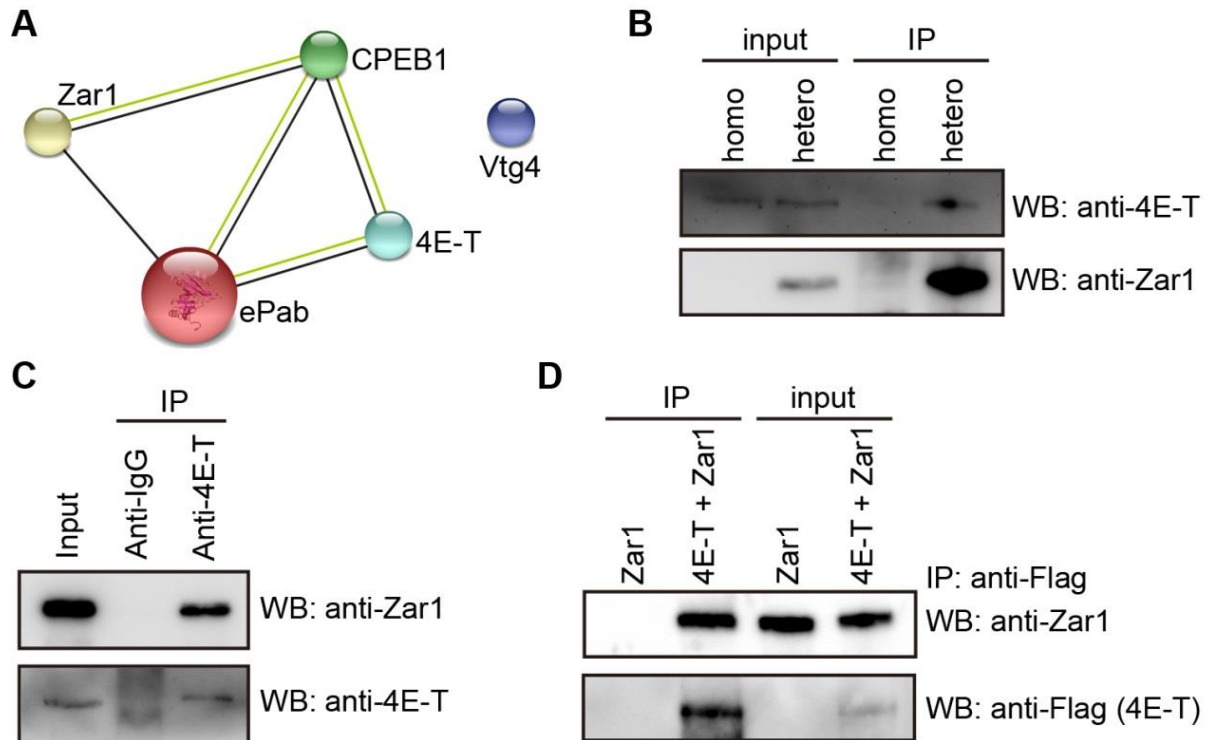 A
Zar1
CPEB1
Vtg4
4E-T
ePab
B
input IP
homo hetero homo hetero
WB: anti-4E-T
WB: anti-Zar1
C
IP
Input Anti-IgG Anti-4E-T
WB: anti-Zar1
WB: anti-4E-T
D
IP input
Zar1 4E-T + Zar1 Zar1 4E-T + Zar1
IP: anti-Flag
WB: anti-Zar1
WB: anti-Flag (4E-T)